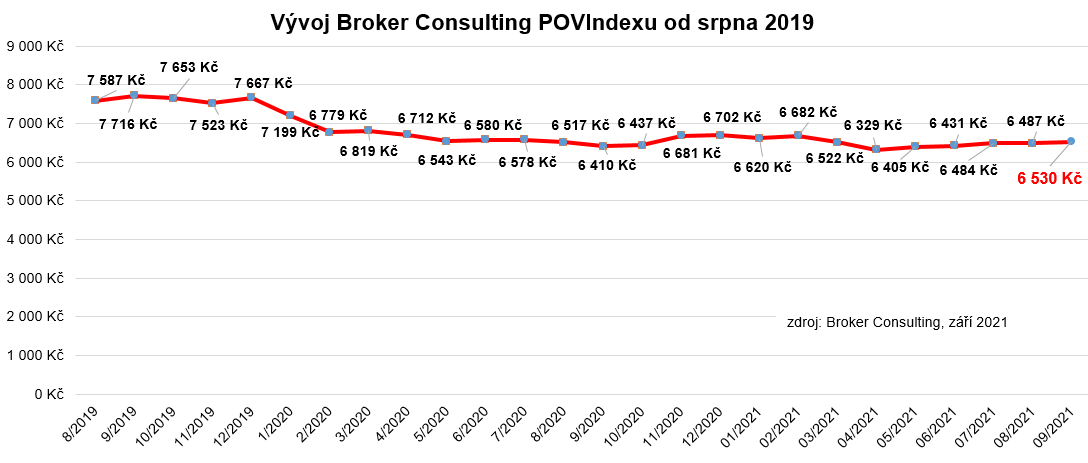 Vývoj Broker Consulting POVIndexu od srpna 2019
9 000 Kč
8 000 Kč
7 000 Kč
6 000 Kč
5 000 Kč
4 000 Kč
3 000 Kč
2 000 Kč
1 000 Kč
0 Kč
7 587 Kč
7 716 Kč
7 653 Kč
7 523 Kč
7 667 Kč
7 199 Kč
6 779 Kč
6 819 Kč
6 712 Kč
6 543 Kč
6 580 Kč
6 578 Kč
6 517 Kč
6 410 Kč
6 437 Kč
6 681 Kč
6 702 Kč
6 620 Kč
6 682 Kč
6 522 Kč
6 329 Kč
6 405 Kč
6 431 Kč
6 484 Kč
6 487 Kč
6 530 Kč
zdroj: Broker Consulting, září 2021
8/2019
9/2019
10/2019
11/2019
12/2019
1/2020
2/2020
3/2020
4/2020
5/2020
6/2020
7/2020
8/2020
9/2020
10/2020
11/2020
12/2020
01/2021
02/2021
03/2021
04/2021
05/2021
06/2021
07/2021
08/2021
09/2021